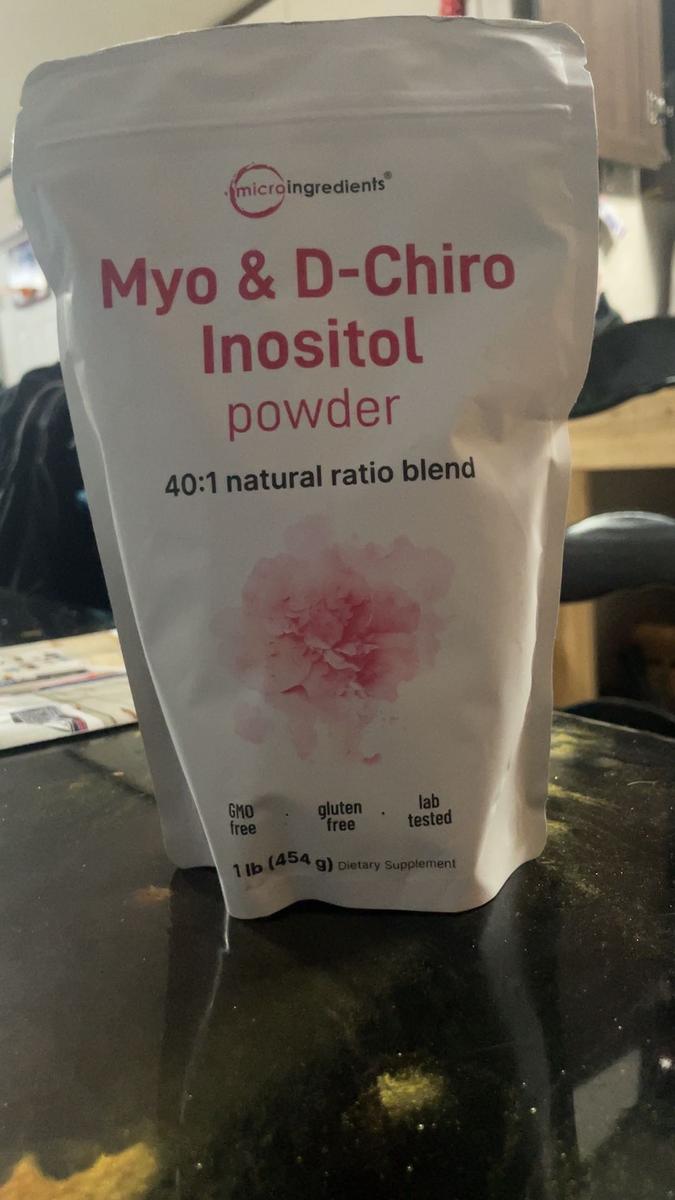 microingredients®
Myo & D-Chiro
Inositol
powder
40:1 natural ratio blend
GMO free · gluten free · lab tested
1 lb (454 g) Dietary Supplement